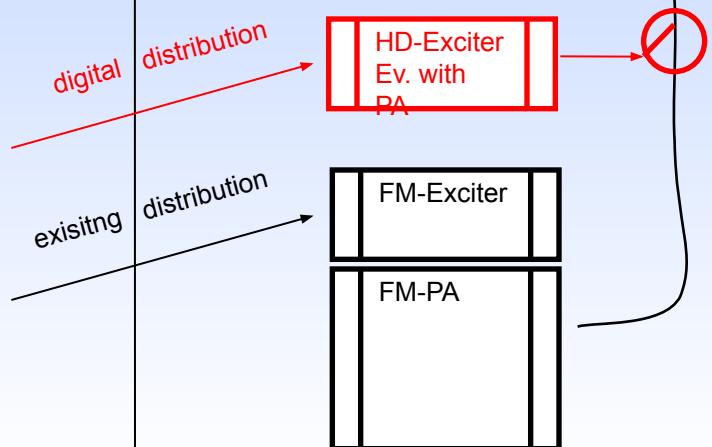 digital distribution
HD-Exciter
Ev. with
PA
exisitng distribution
FM-Exciter
FM-PA